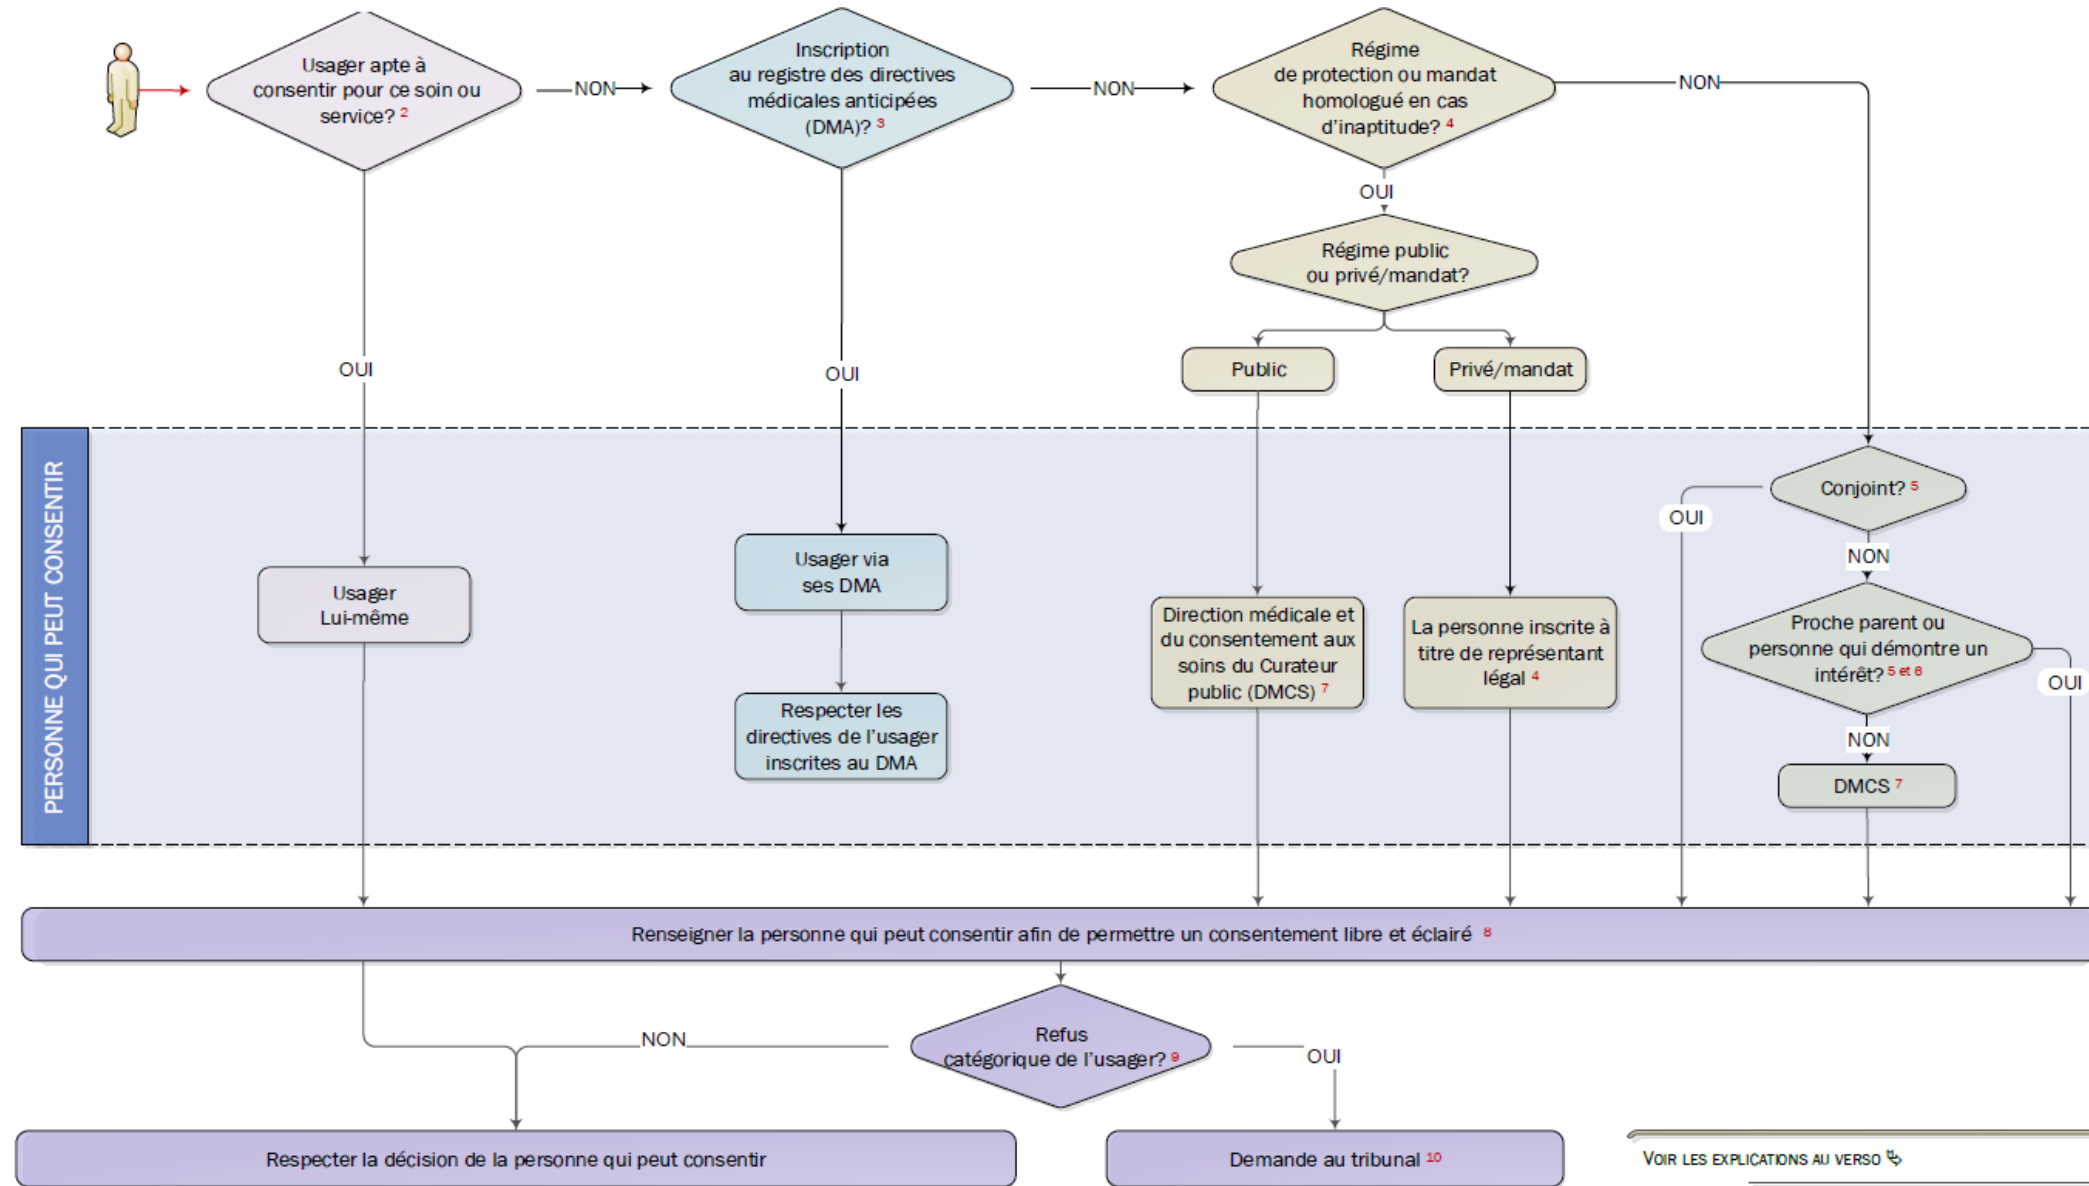 Usager apte à
consentir pour ce soin ou
service? 2
NON
Inscription
au registre des directives
médicales anticipées
(DMA)? 3
NON
Régime
de protection ou mandat
homologué en cas
d'inaptitude? 4
NON
OUI
Régime public
ou privé/mandat?
OUI
OUI
Public
Privé/mandat
PERSONNE QUI PEUT CONSENTIR
Conjoint? 5
OUI
NON
Usager
Lui-même
Usager via
ses DMA
Respecter les
directives de l'usager
inscrites au DMA
Direction médicale et
du consentement aux
soins du Curateur
public (DMCS) 7
La personne inscrite à
titre de représentant
légal 4
Proche parent ou
personne qui démontre un
intérêt? 5 et 6
OUI
NON
DMCS 7
Renseigner la personne qui peut consentir afin de permettre un consentement libre et éclairé 8
Refus
catégorique de l'usager? 9
NON
OUI
Respecter la décision de la personne qui peut consentir
Demande au tribunal 10
VOIR LES EXPLICATIONS AU VERSO